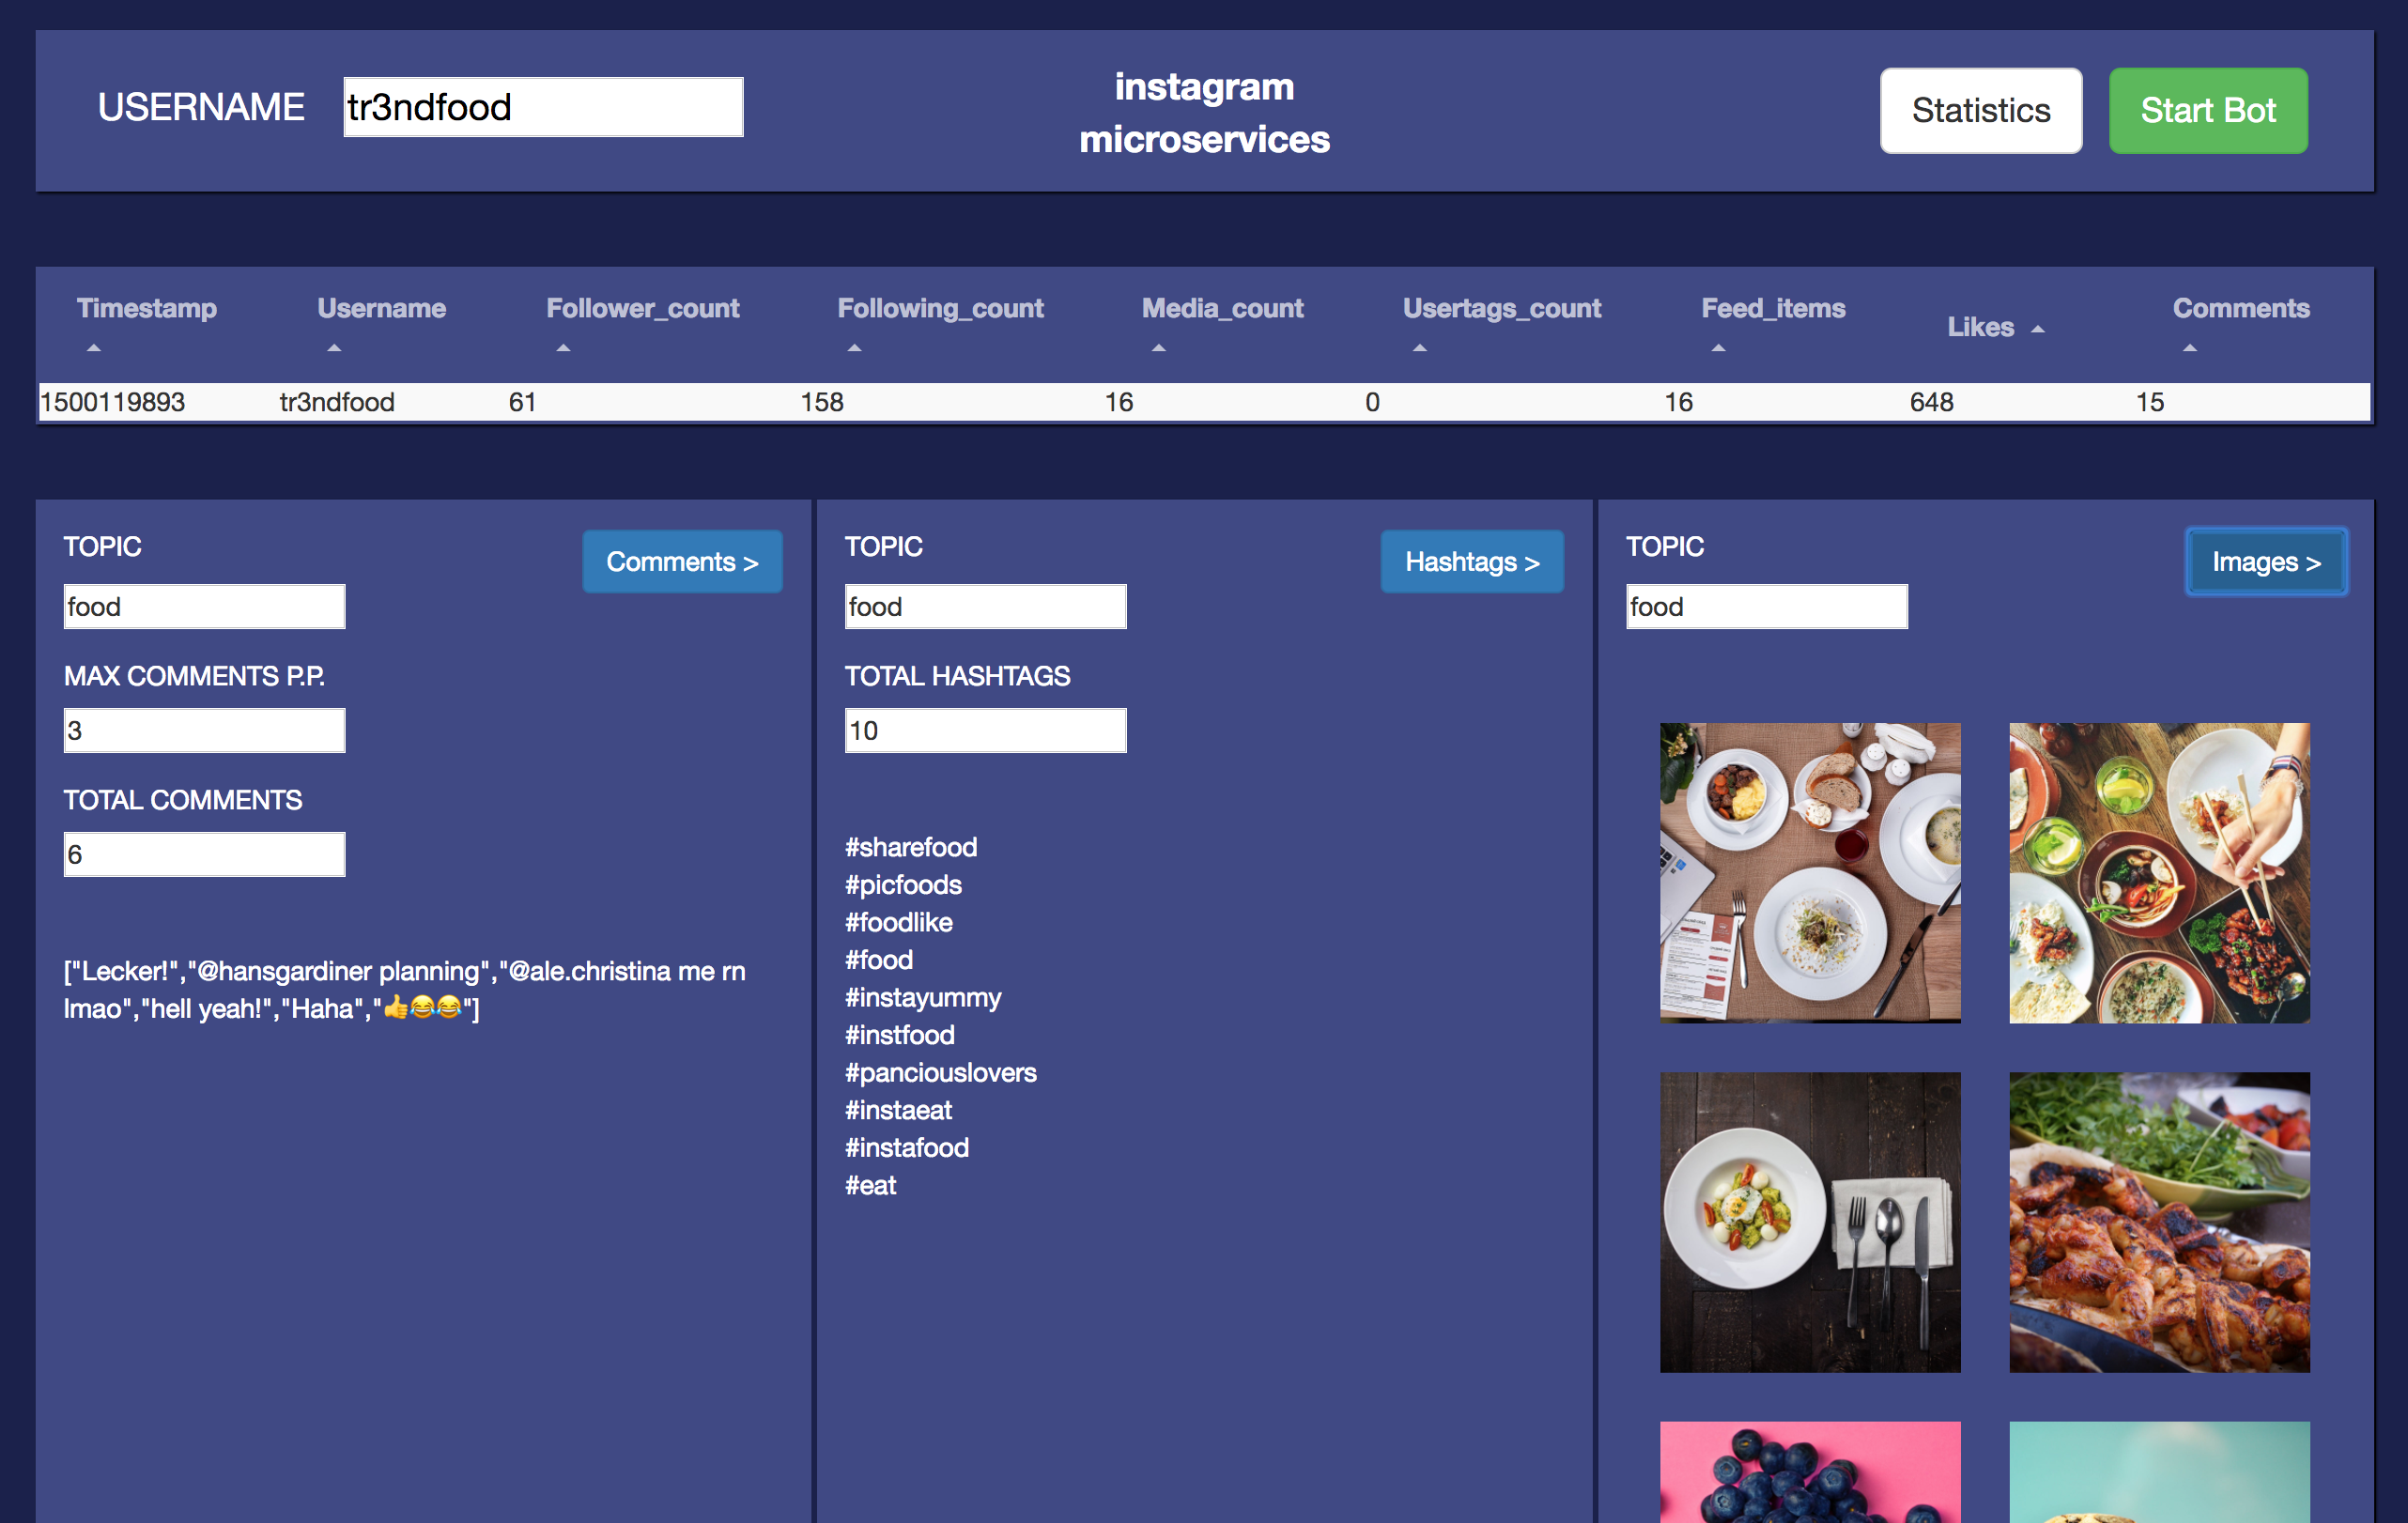 USERNAME
tr3ndfood
instagram
microservices
Statistics
Start Bot
Timestamp Username Follower_count Following_count Media_count Usertags_count Feed_items Likes Comments
1500119893 tr3ndfood 61 158 16 0 16 648 15
TOPIC
Comments >
food
MAX COMMENTS P.P.
3
TOTAL COMMENTS
6
["Lecker!","@hansgardiner planning","@ale.christina me rn
lmao","hell yeah!","Haha","👍😂😂"]
TOPIC
Hashtags >
food
TOTAL HASHTAGS
10
#sharefood
#picfoods
#foodlike
#food
#instayummy
#instfood
#panciouslovers
#instaeat
#instafood
#eat
TOPIC
Images >
food